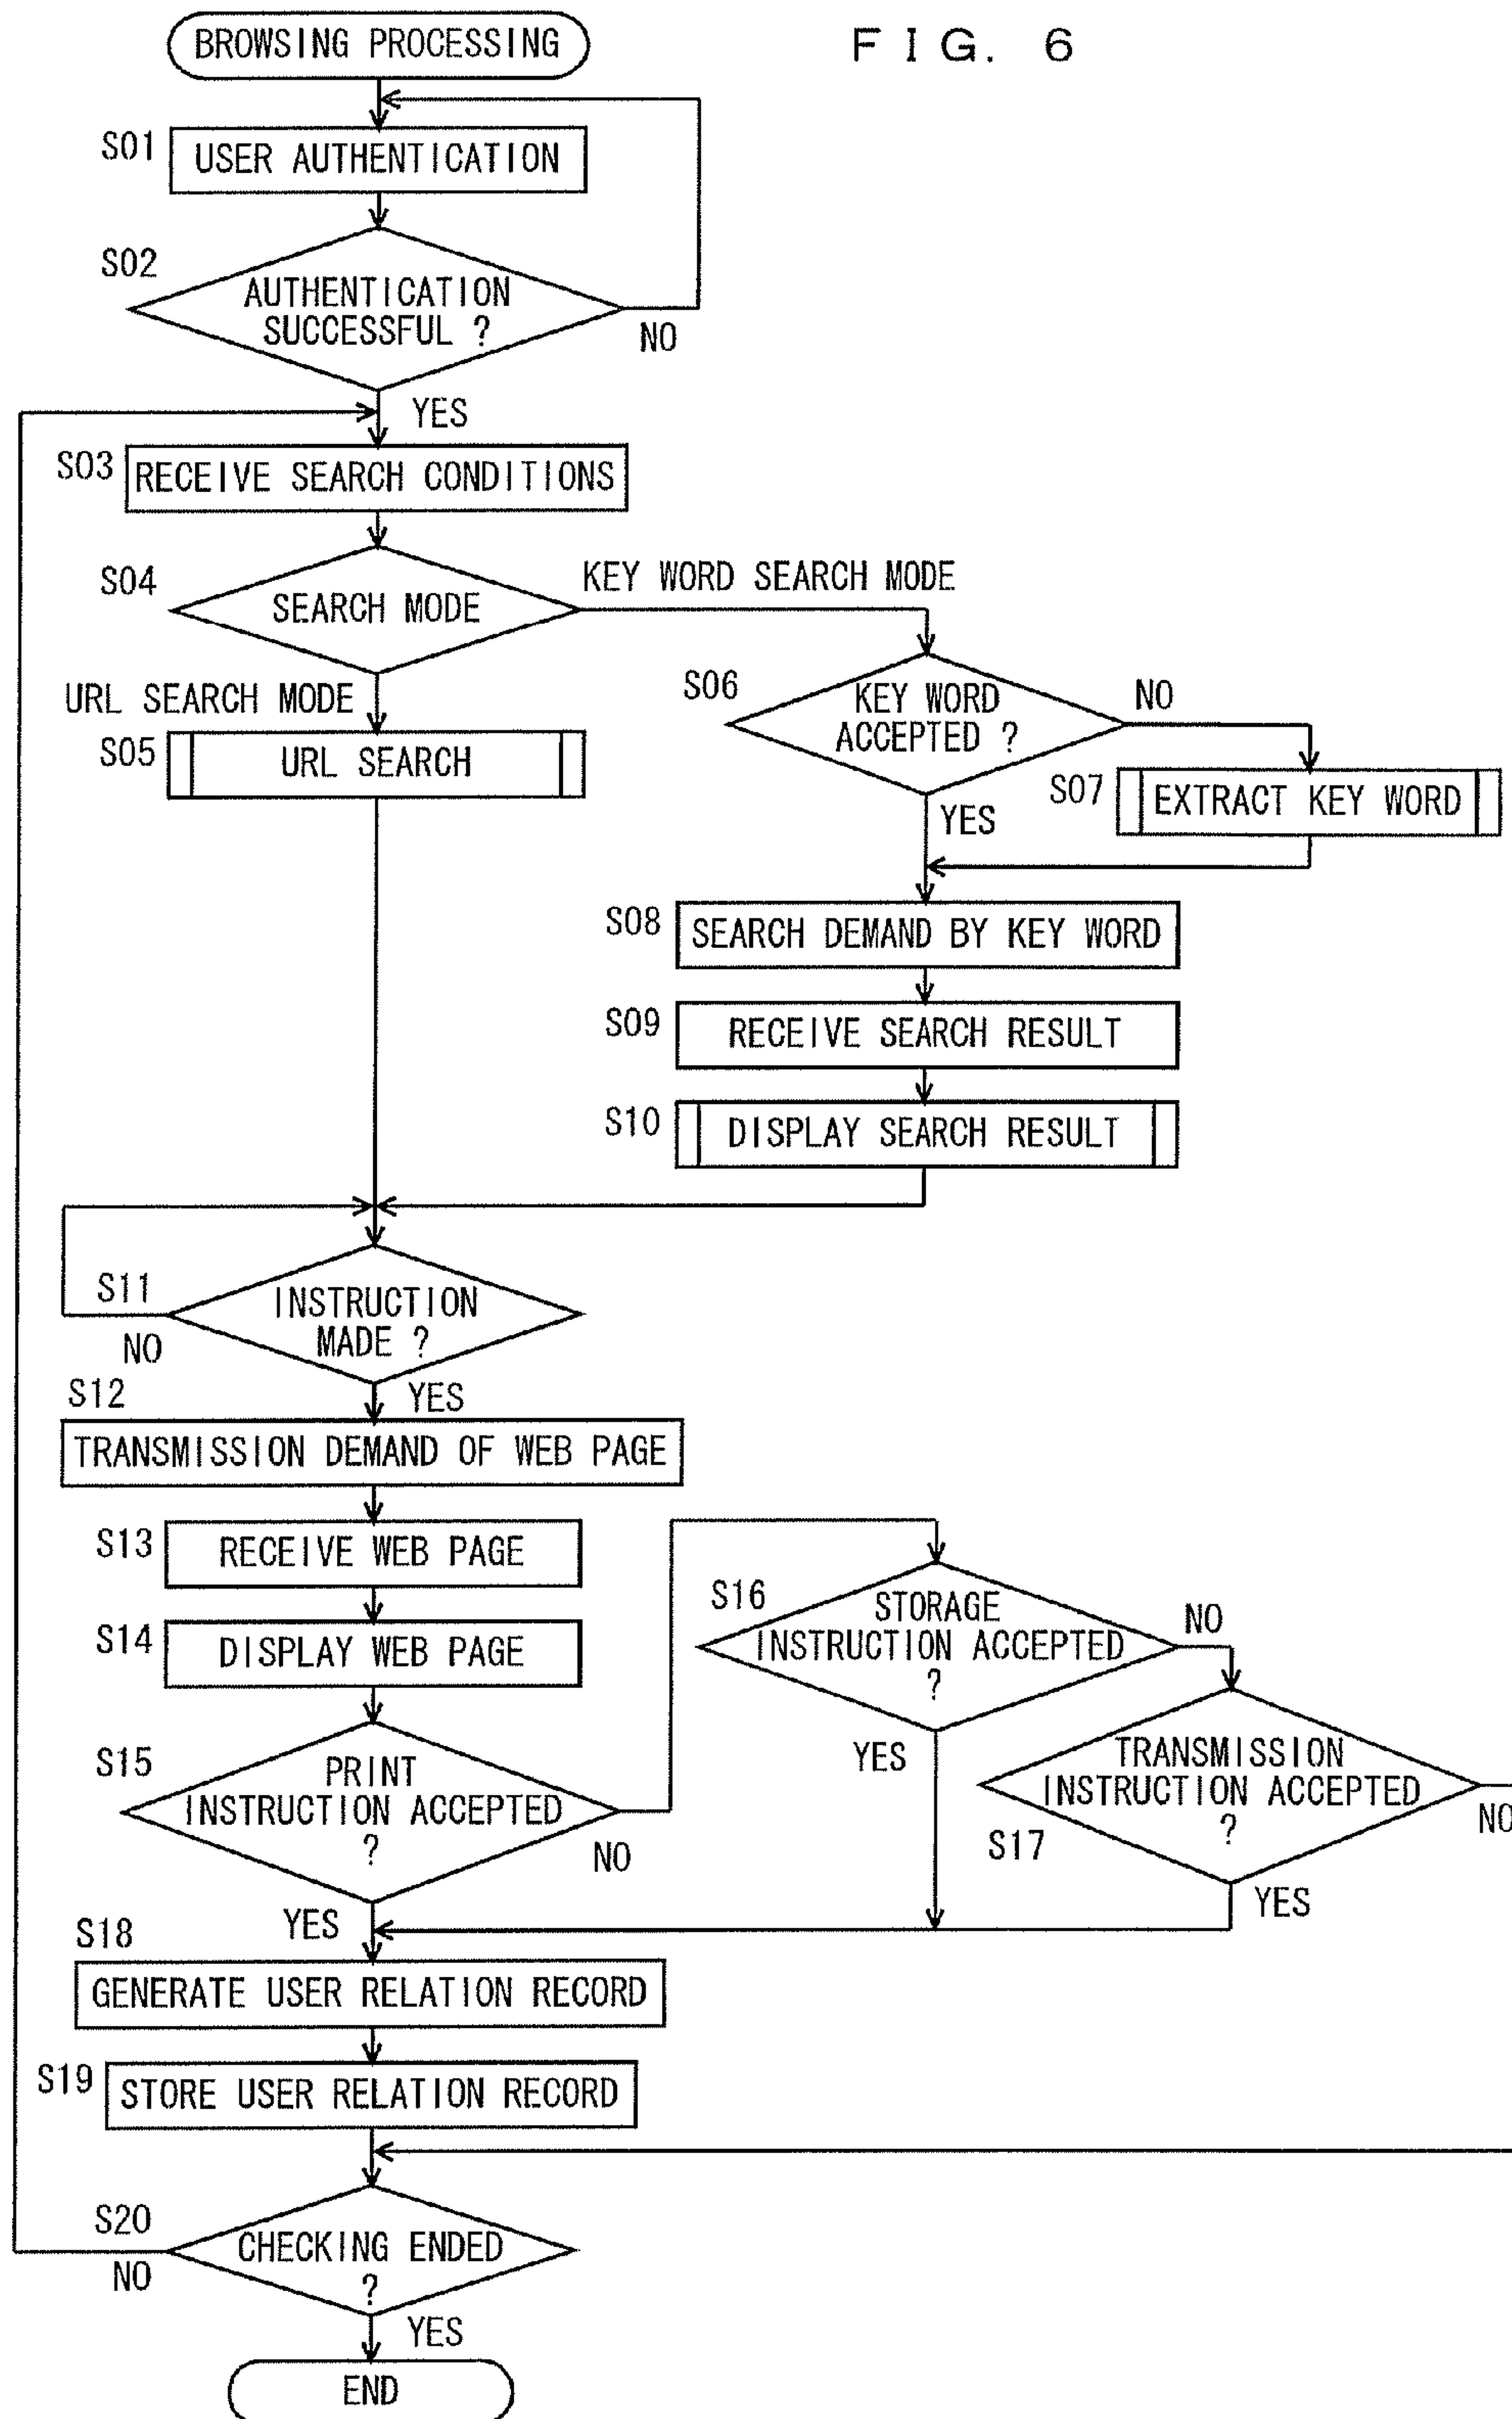 BROWSING PROCESSING
FIG. 6
S01
USER AUTHENTICATION
S02
AUTHENTICATION
SUCCESSFUL ?
NO
YES
S03
RECEIVE SEARCH CONDITIONS
S04
SEARCH MODE
KEY WORD SEARCH MODE
URL SEARCH MODE
S05
URL SEARCH
S06
KEY WORD
ACCEPTED ?
NO
YES
S07
EXTRACT KEY WORD
S08
SEARCH DEMAND BY KEY WORD
S09
RECEIVE SEARCH RESULT
S10
DISPLAY SEARCH RESULT
S11
INSTRUCTION
MADE ?
NO
YES
S12
TRANSMISSION DEMAND OF WEB PAGE
S13
RECEIVE WEB PAGE
S14
DISPLAY WEB PAGE
S15
PRINT
INSTRUCTION ACCEPTED
?
NO
YES
S16
STORAGE
INSTRUCTION ACCEPTED
?
NO
YES
S17
TRANSMISSION
INSTRUCTION ACCEPTED
?
NO
YES
S18
GENERATE USER RELATION RECORD
S19
STORE USER RELATION RECORD
S20
CHECKING ENDED
?
NO
YES
END